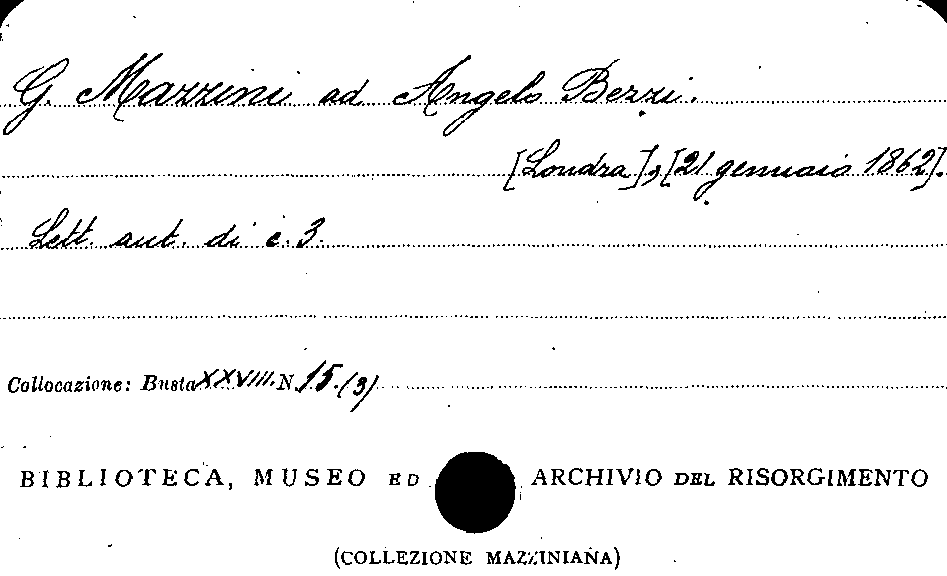 G. Mazzini ad Angelo Bezzi.
[Londra], [21 gennaio 1862].
Lett. aut. di c. 3.
Collocazione: Busta XXVIII. N. 15. (3)
BIBLIOTECA, MUSEO ED ARCHIVIO DEL RISORGIMENTO
(COLLEZIONE MAZZINIANA)